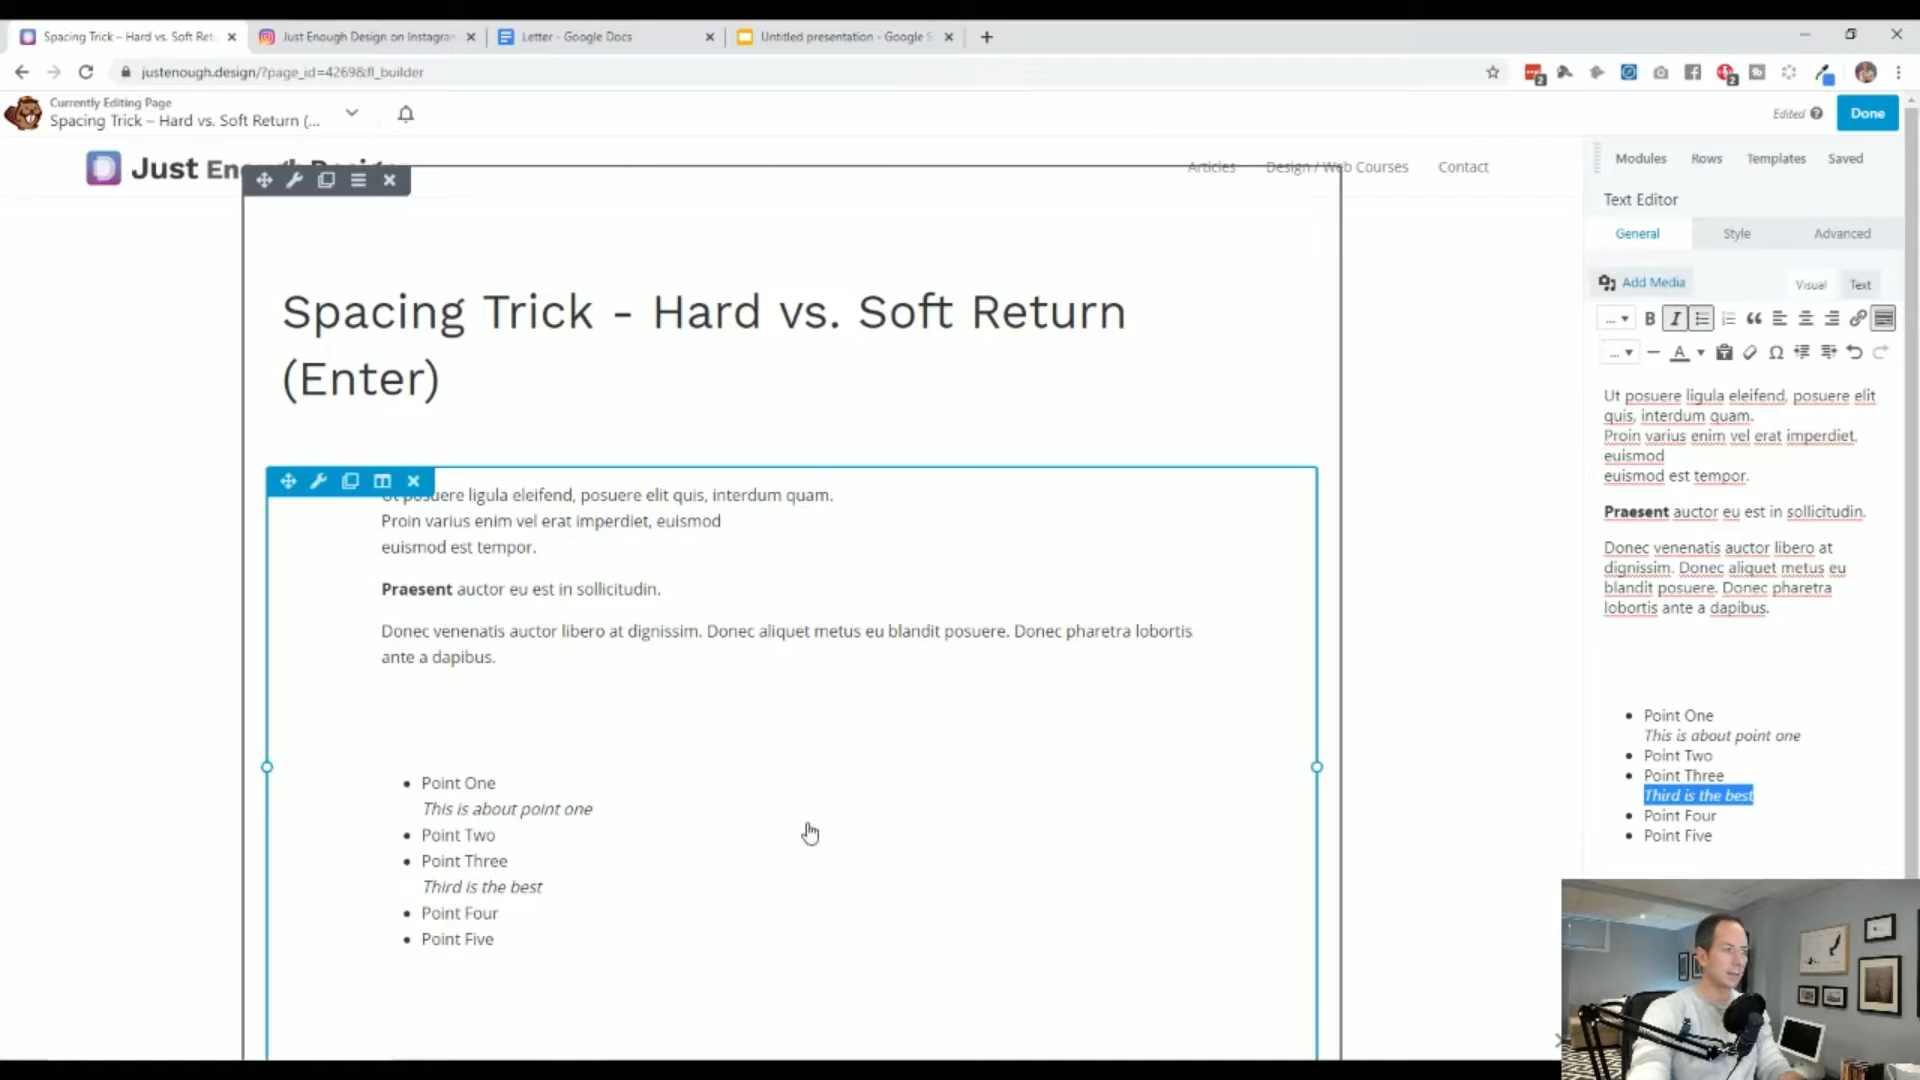 Spacing Trick – Hard vs. Soft Ret
Just Enough Design on Instagra
Letter - Google Docs
Untitled presentation - Google S
justenough.design/?page_id=4269&fl_builder
2
2
Currently Editing Page
Spacing Trick – Hard vs. Soft Return (...
Edited
Done
Just Enough Design
Articles
Design / Web Courses
Contact
Modules
Rows
Templates
Saved
Text Editor
General
Style
Advanced
Add Media
Visual
Text
Spacing Trick - Hard vs. Soft Return
(Enter)
Ut posuere ligula eleifend, posuere elit quis, interdum quam.
Proin varius enim vel erat imperdiet, euismod
euismod est tempor.
Praesent auctor eu est in sollicitudin.
Donec venenatis auctor libero at dignissim. Donec aliquet metus eu blandit posuere. Donec pharetra lobortis
ante a dapibus.
• Point One
This is about point one
• Point Two
• Point Three
Third is the best
• Point Four
• Point Five
Ut posuere ligula eleifend, posuere elit
quis, interdum quam.
Proin varius enim vel erat imperdiet,
euismod
euismod est tempor.
Praesent auctor eu est in sollicitudin.
Donec venenatis auctor libero at
dignissim. Donec aliquet metus eu
blandit posuere. Donec pharetra
lobortis ante a dapibus.
• Point One
This is about point one
• Point Two
• Point Three
Third is the best
• Point Four
• Point Five